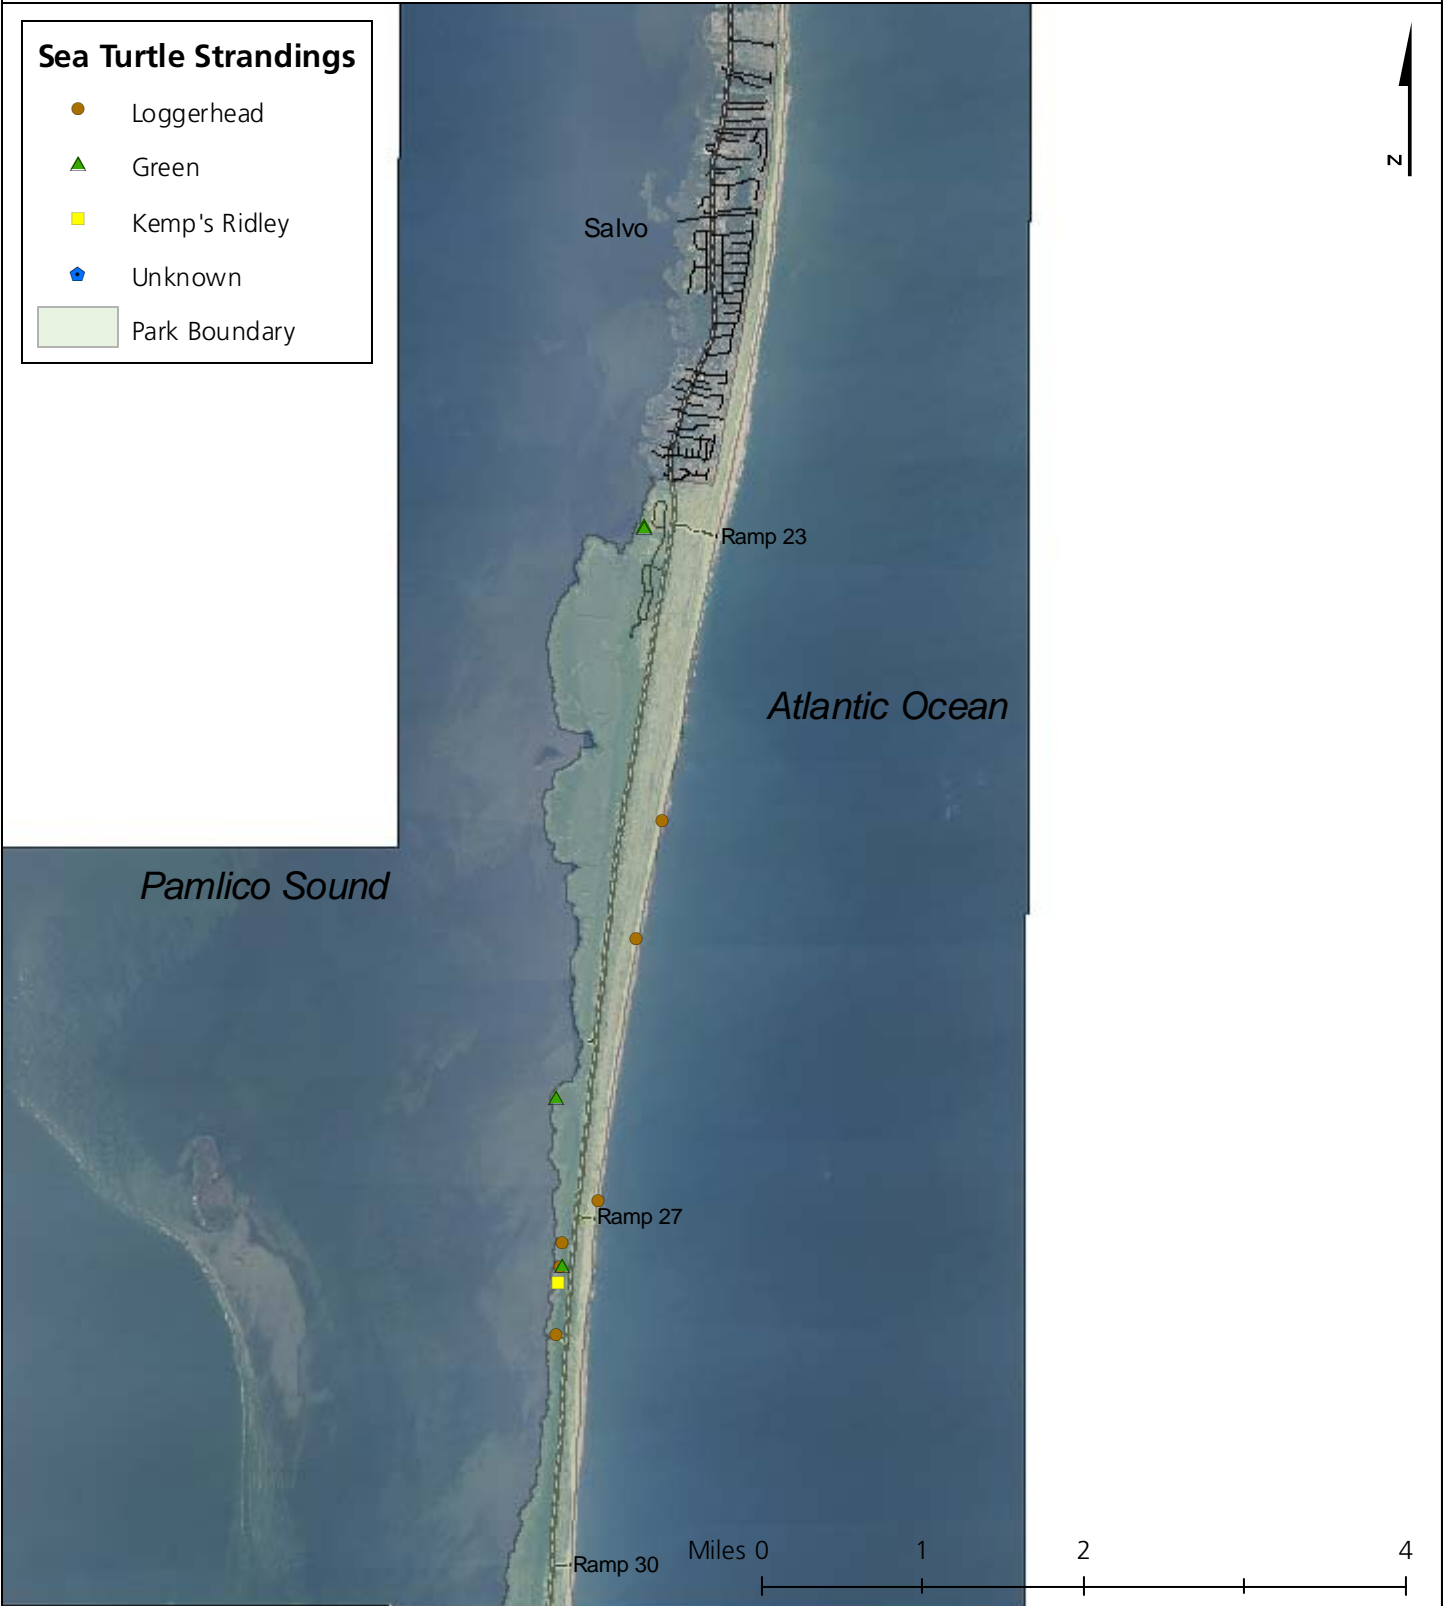 Sea Turtle Strandings
Loggerhead
Green
Kemp's Ridley
Unknown
Park Boundary
N
Salvo
Ramp 23
Atlantic Ocean
Pamlico Sound
Ramp 27
Ramp 30
Miles 0 1 2 4